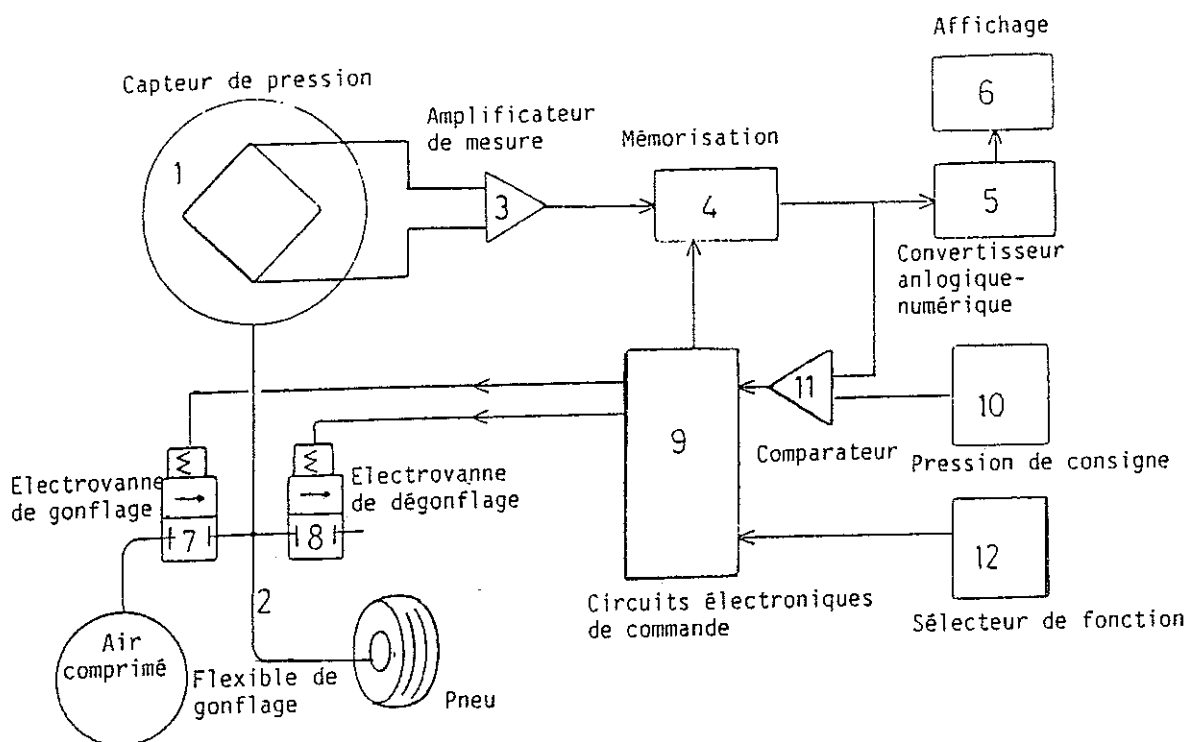 Affichage
6
Capteur de pression
Amplificateur
de mesure
Mémorisation
1
3
4
5
Convertisseur
anlogique-
numérique
11
10
9
Comparateur
Pression de consigne
Electrovanne
de gonflage
Electrovanne
de dégonflage
7
8
12
2
Circuits électroniques
de commande
Sélecteur de fonction
Air
comprimé
Flexible de
gonflage
Pneu